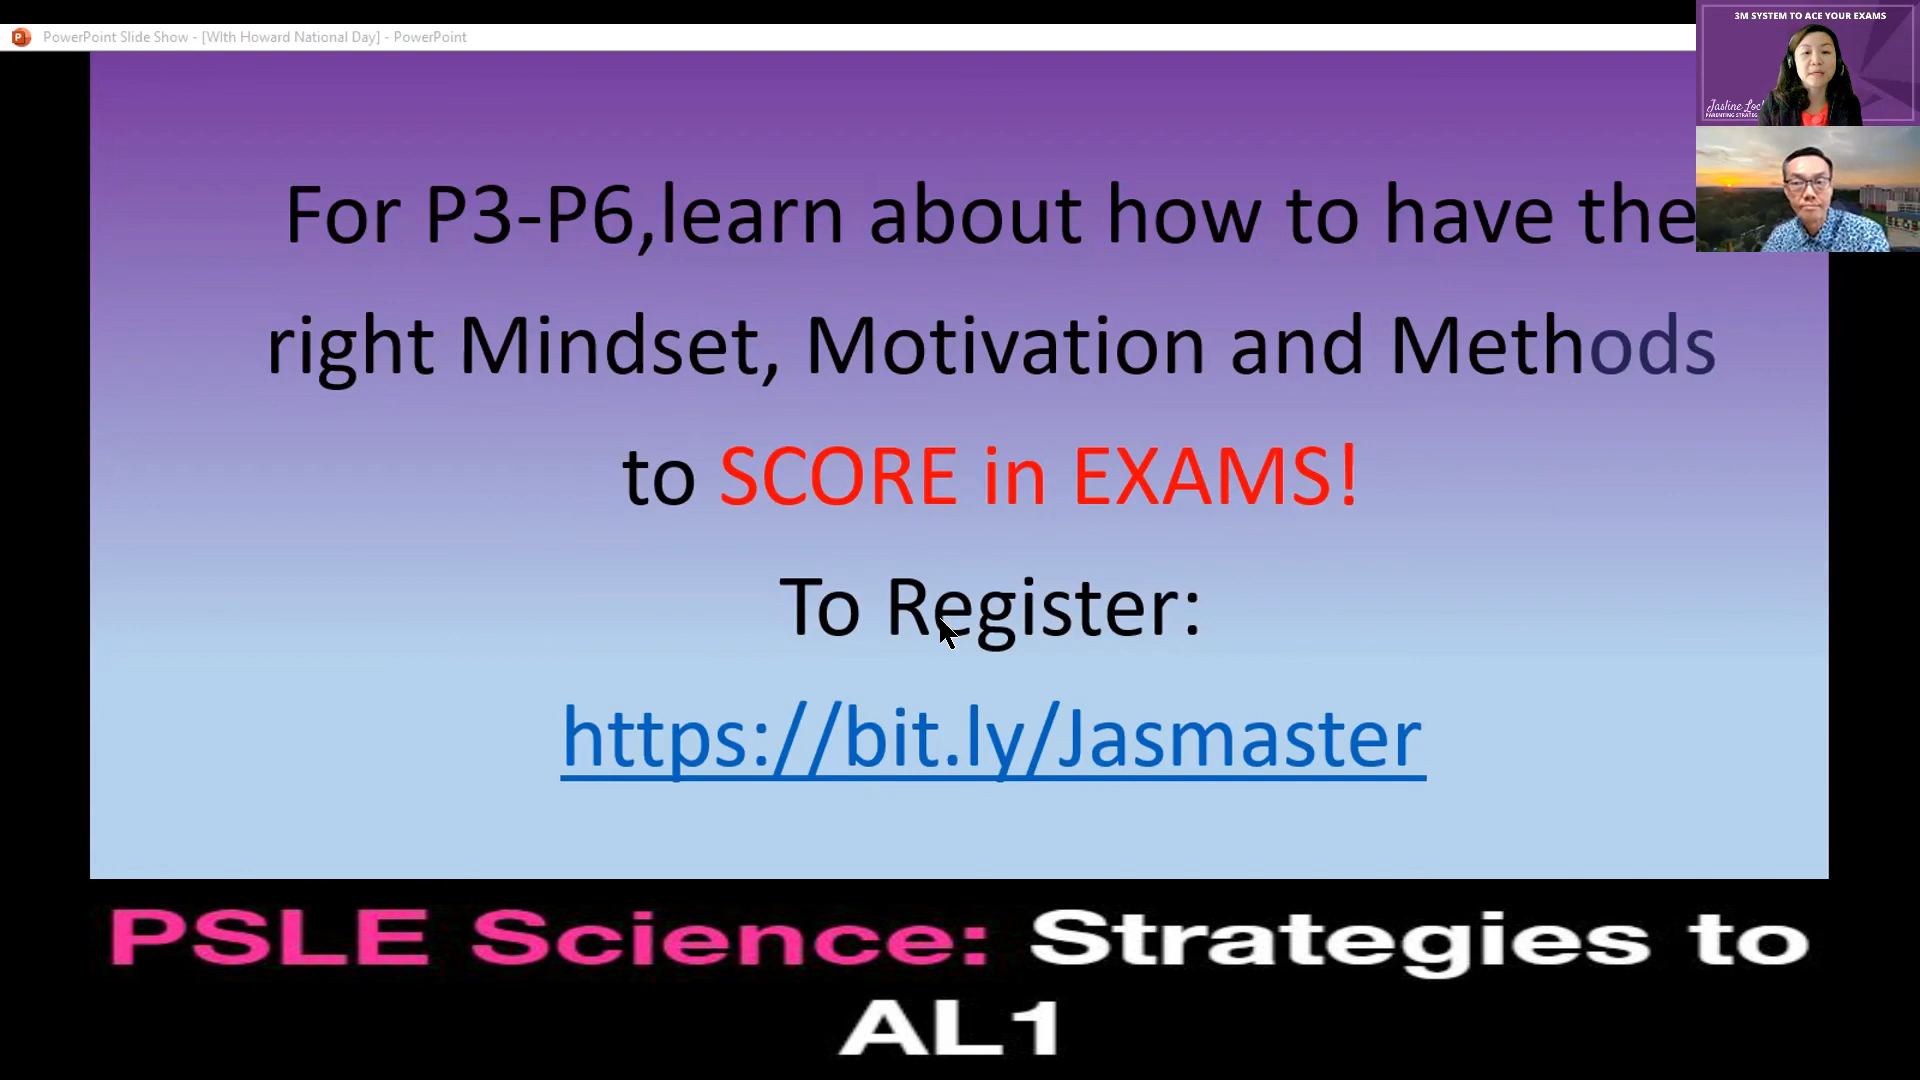 PowerPoint Slide Show - [WIth Howard National Day] - PowerPoint
3M SYSTEM TO ACE YOUR EXAMS
Jasline
PARENTING
For P3-P6,learn about how to have the
right Mindset, Motivation and Methods
to SCORE in EXAMS!
To Register:
https://bit.ly/Jasmaster
PSLE Science: Strategies to
AL1